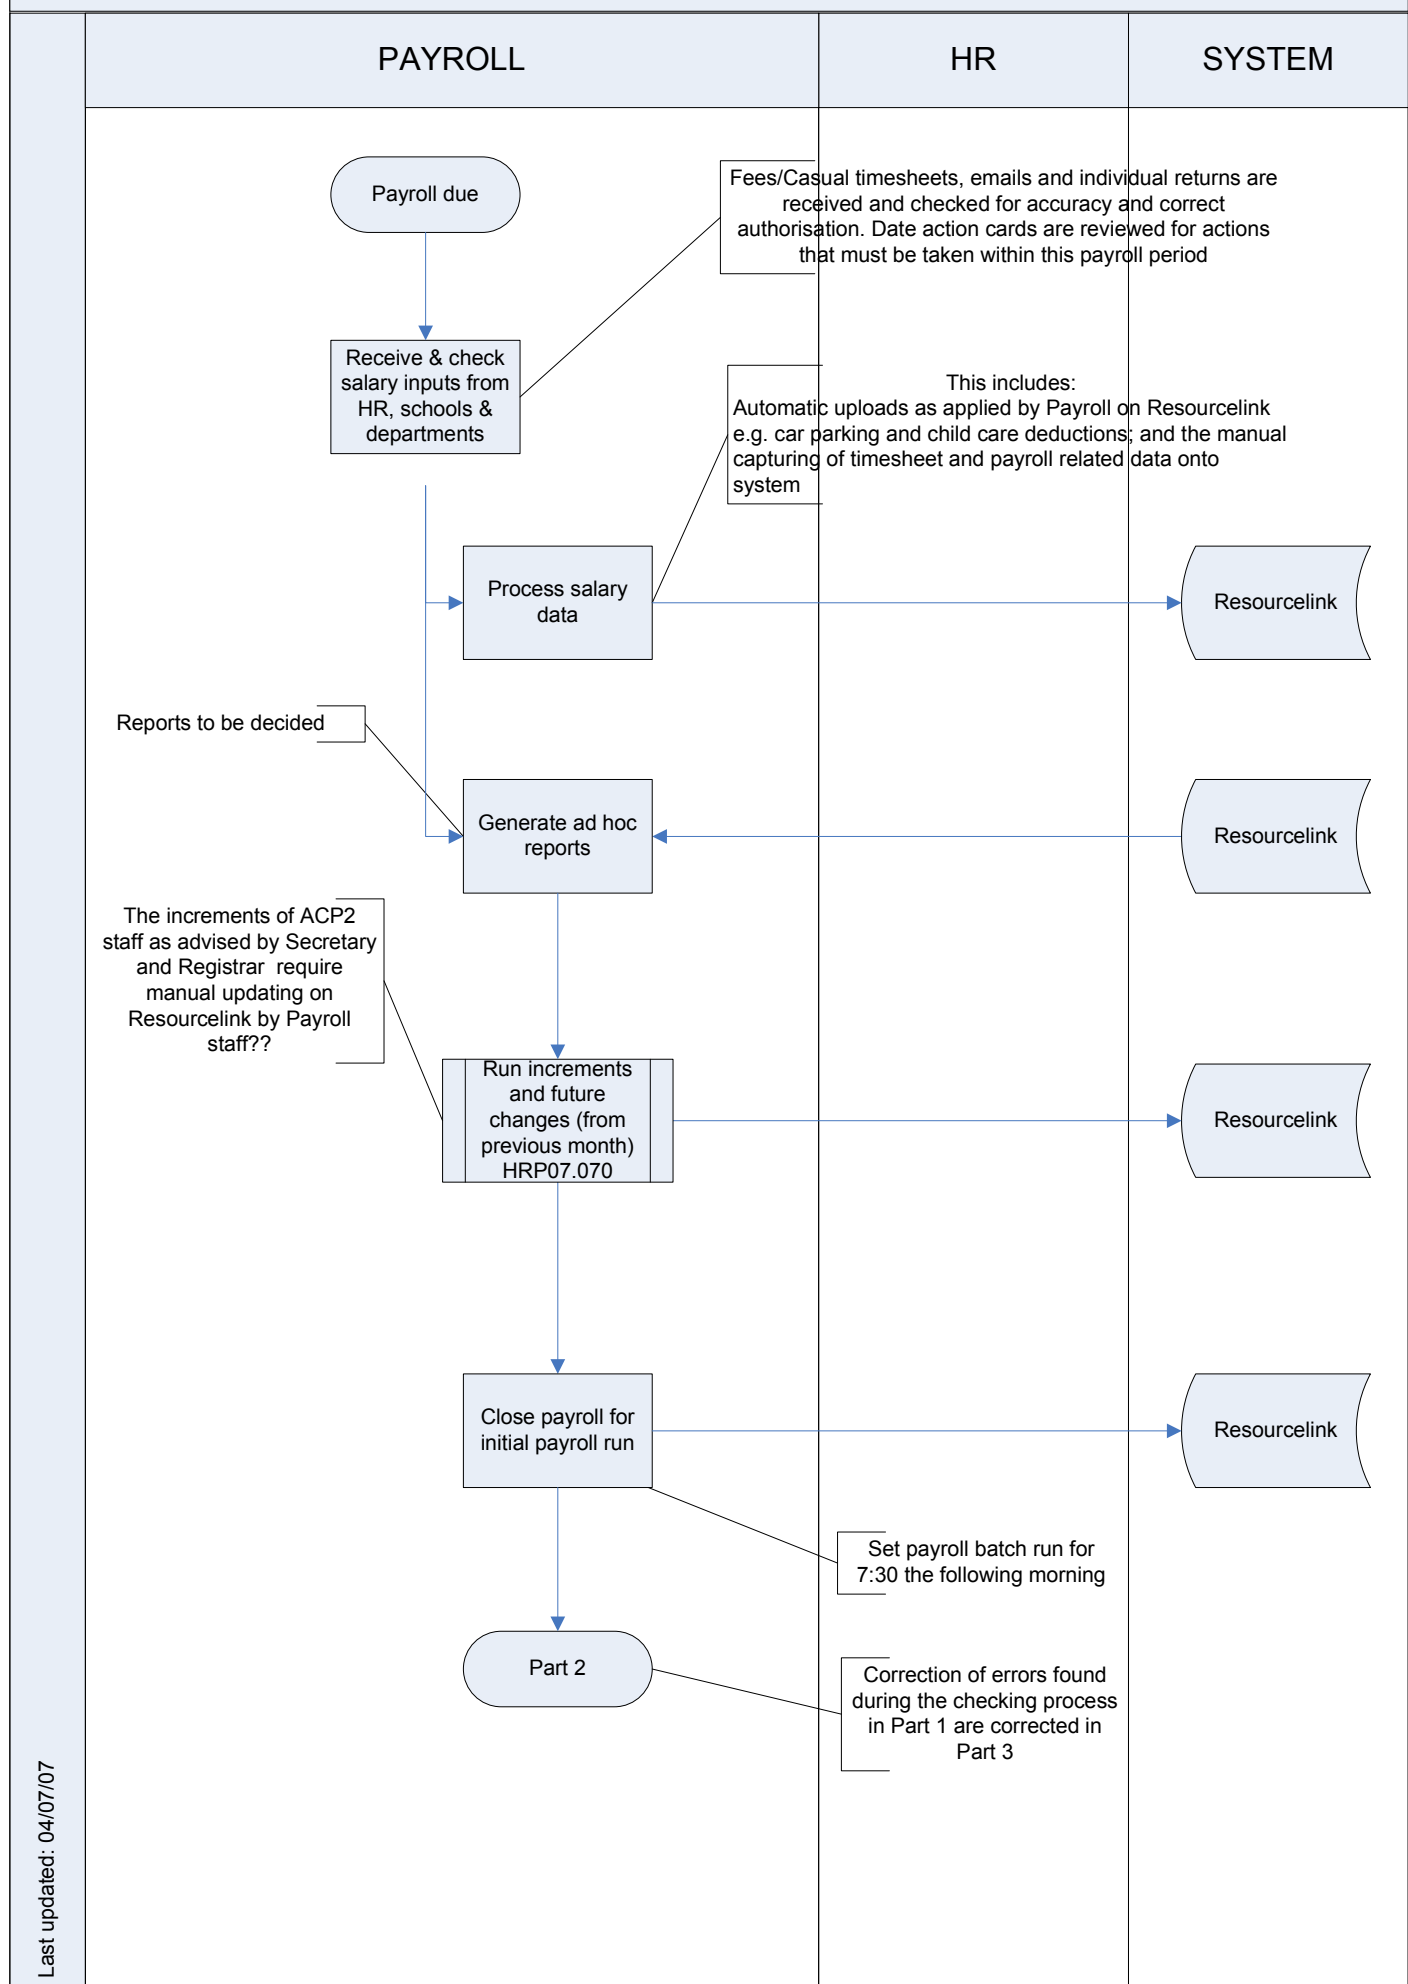 PAYROLL
HR
SYSTEM
Payroll due
Fees/Casual timesheets, emails and individual returns are
received and checked for accuracy and correct
authorisation. Date action cards are reviewed for actions
that must be taken within this payroll period
Receive & check
salary inputs from
HR, schools &
departments
This includes:
Automatic uploads as applied by Payroll on Resourcelink
e.g. car parking and child care deductions; and the manual
capturing of timesheet and payroll related data onto
system
Process salary
data
Resourcelink
Reports to be decided
Generate ad hoc
reports
Resourcelink
The increments of ACP2
staff as advised by Secretary
and Registrar  require
manual updating on
Resourcelink by Payroll
staff??
Run increments
and future
changes (from
previous month)
HRP07.070
Resourcelink
Close payroll for
initial payroll run
Resourcelink
Set payroll batch run for
7:30 the following morning
Part 2
Correction of errors found
during the checking process
in Part 1 are corrected in
Part 3
Last updated: 04/07/07